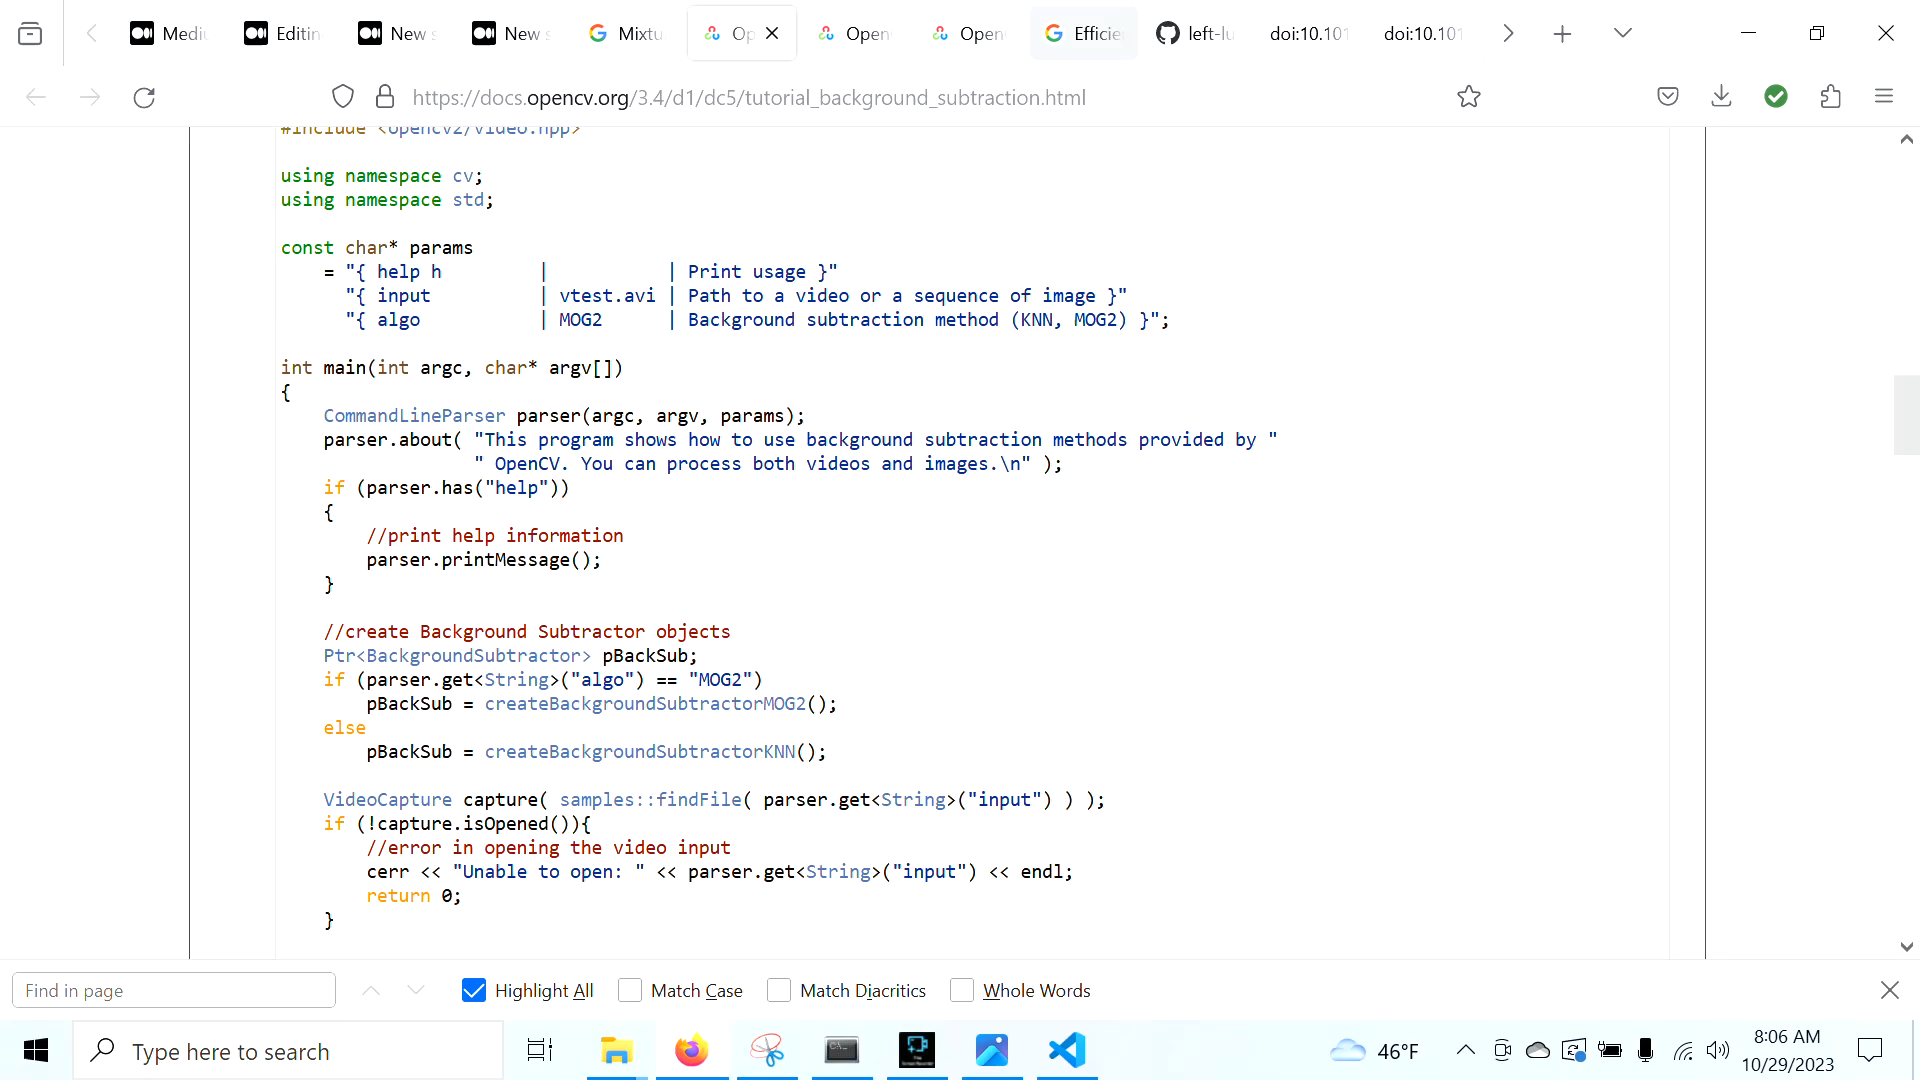 Mediu
Editin
New s
New s
Mixtu
Op
Open
Open
Efficie
left-lu
doi:10.101
doi:10.101
https://docs.opencv.org/3.4/d1/dc5/tutorial_background_subtraction.html
#include <opencv2/video.hpp>
using namespace cv;
using namespace std;
const char* params
= "{ help h | | Print usage }"
"{ input | vtest.avi | Path to a video or a sequence of image }"
"{ algo | MOG2 | Background subtraction method (KNN, MOG2) }";
int main(int argc, char* argv[])
{
CommandLineParser parser(argc, argv, params);
parser.about( "This program shows how to use background subtraction methods provided by "
" OpenCV. You can process both videos and images.\n" );
if (parser.has("help"))
{
//print help information
parser.printMessage();
}
//create Background Subtractor objects
Ptr<BackgroundSubtractor> pBackSub;
if (parser.get<String>("algo") == "MOG2")
pBackSub = createBackgroundSubtractorMOG2();
else
pBackSub = createBackgroundSubtractorKNN();
VideoCapture capture( samples::findFile( parser.get<String>("input") ) );
if (!capture.isOpened()){
//error in opening the video input
cerr << "Unable to open: " << parser.get<String>("input") << endl;
return 0;
}
Find in page
Highlight All
Match Case
Match Diacritics
Whole Words
Type here to search
46°F
8:06 AM
10/29/2023